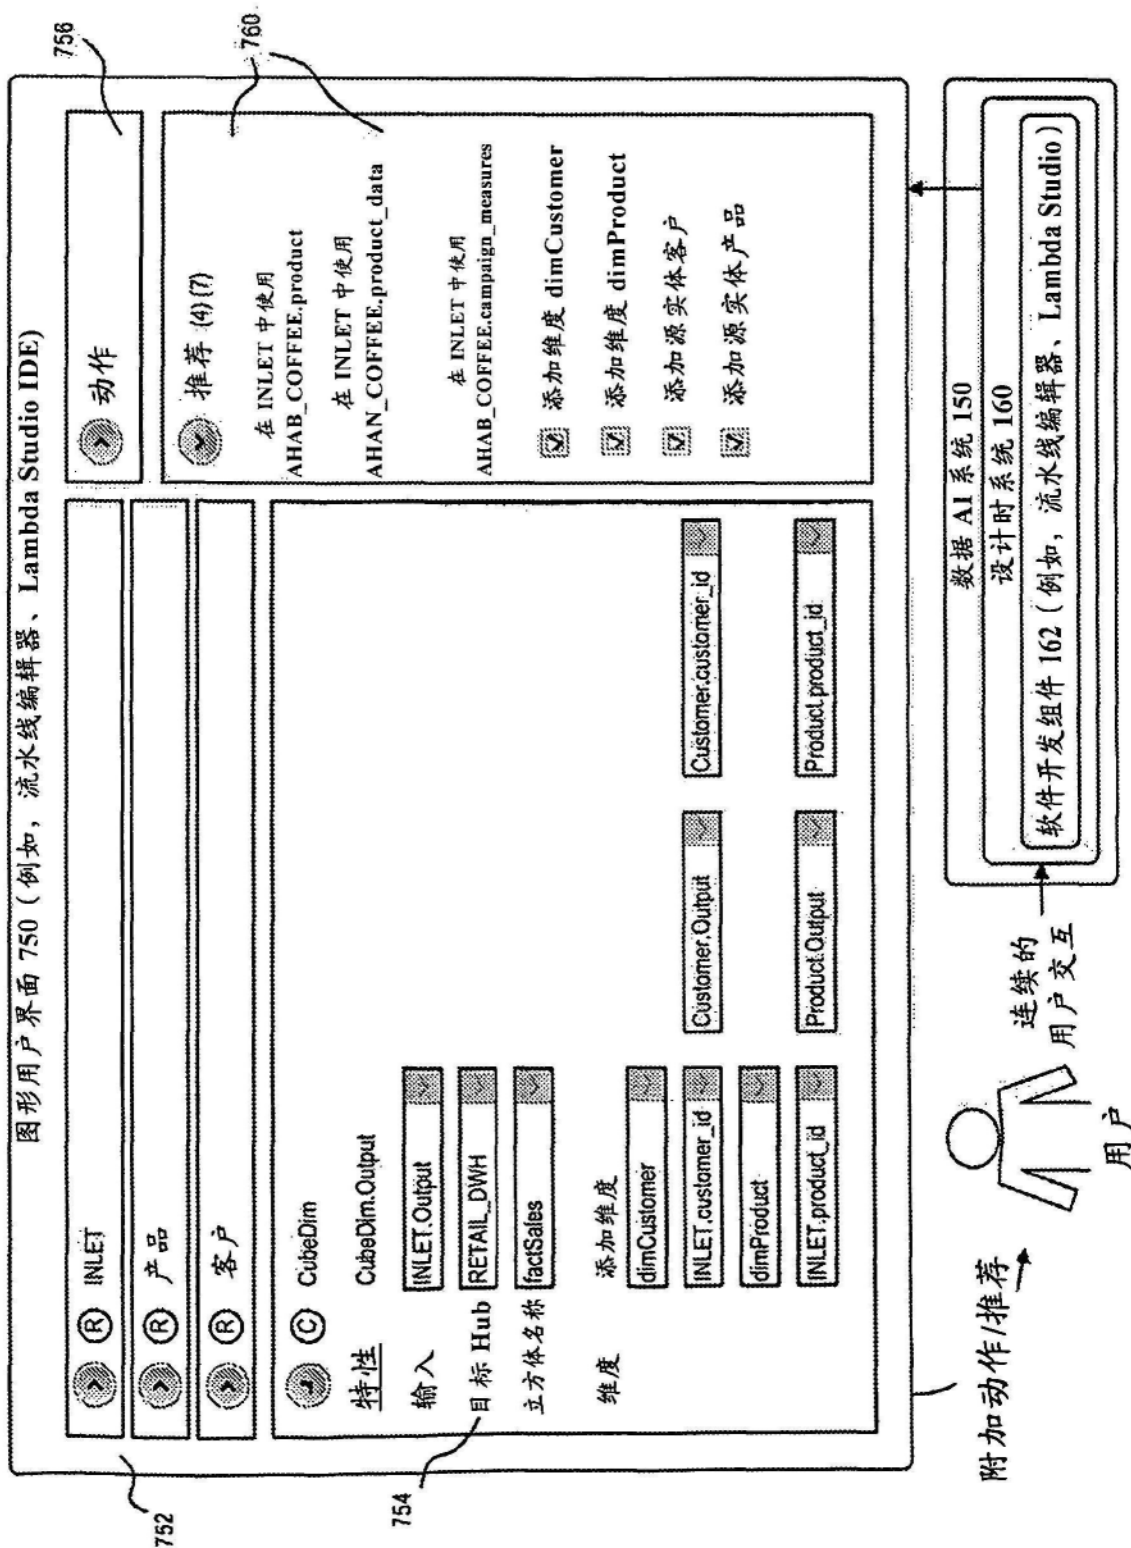 图形用户界面 750（例如，流水线编辑器、Lambda Studio IDE）
752
INLET
R
产品
R
客户
R
C
CubeDim
特性
CubeDim.Output
输入
INLET.Output
目标 Hub
RETAIL_DWH
立方体名称
factSales
754
维度
添加维度
dimCustomer
INLET.customer_id
Customer.Output
Customer.customer_id
dimProduct
INLET.product_id
Product.Output
Product.product_id
756
动作
760
推荐 (4)(7)
在 INLET 中使用
AHAB_COFFEE.product
在 INLET 中使用
AHAN_COFFEE.product_data
在 INLET 中使用
AHAB_COFFEE.campaign_measures
添加维度 dimCustomer
添加维度 dimProduct
添加源实体客户
添加源实体产品
附加动作/推荐
用户
连续的
用户交互
数据 AI 系统 150
设计时系统 160
软件开发组件 162（例如，流水线编辑器、Lambda Studio）